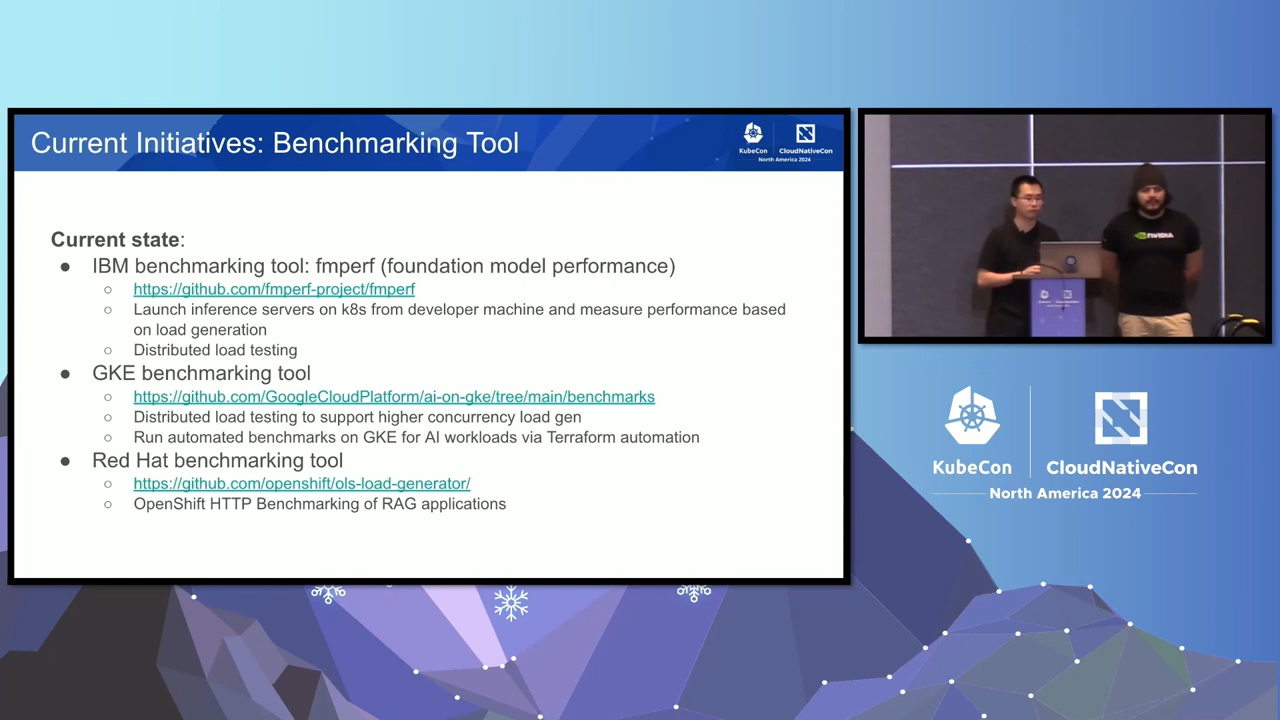 Current Initiatives: Benchmarking Tool
KubeCon
CloudNativeCon
North America 2024
Current state:
● IBM benchmarking tool: fmperf (foundation model performance)
○ https://github.com/fmperf-project/fmperf
○ Launch inference servers on k8s from developer machine and measure performance based
on load generation
○ Distributed load testing
● GKE benchmarking tool
○ https://github.com/GoogleCloudPlatform/ai-on-gke/tree/main/benchmarks
○ Distributed load testing to support higher concurrency load gen
○ Run automated benchmarks on GKE for AI workloads via Terraform automation
● Red Hat benchmarking tool
○ https://github.com/openshift/ols-load-generator/
○ OpenShift HTTP Benchmarking of RAG applications
NVIDIA
KubeCon
CloudNativeCon
North America 2024